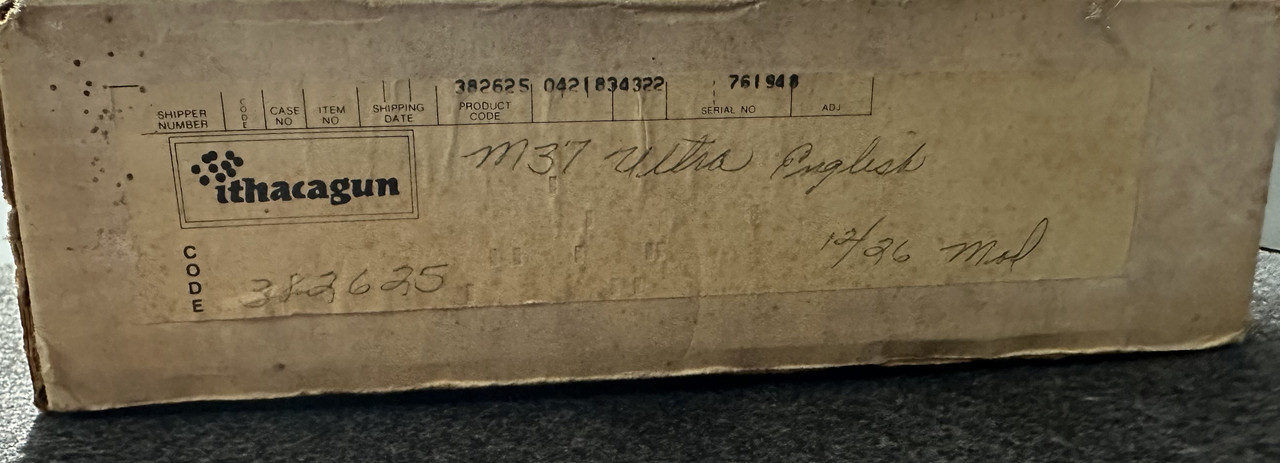 382625 0421834322 761948
SHIPPER NUMBER CODE CASE NO ITEM NO SHIPPING DATE PRODUCT CODE SERIAL NO ADJ
ithacagun
M37 Ultra English
12/26 Mod
CODE 382625